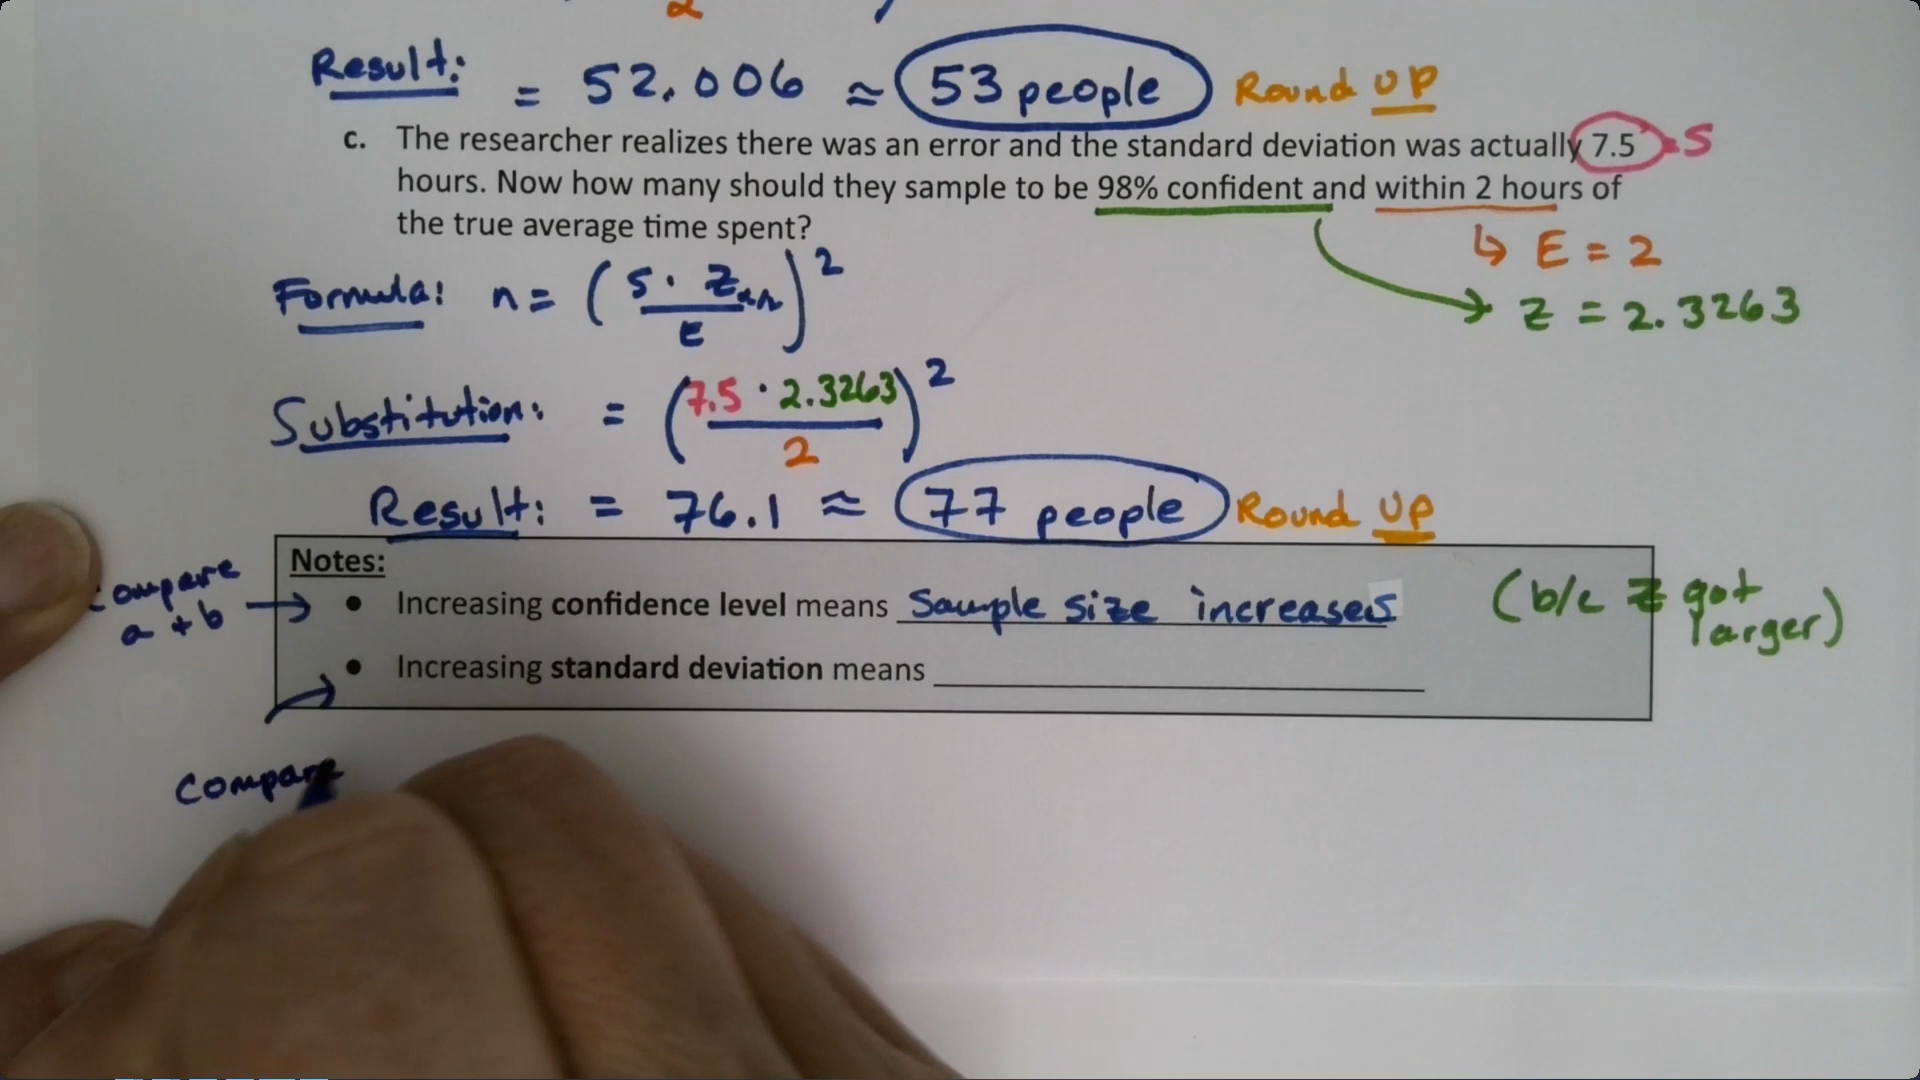 2
Result: = 52.006 ≈ 53 people Round UP
c. The researcher realizes there was an error and the standard deviation was actually 7.5 = S
hours. Now how many should they sample to be 98% confident and within 2 hours of
the true average time spent?
↳ E = 2
Z = 2.3263
Formula: n = (S · Zα/2 / E)²
Substitution: = (7.5 · 2.3263 / 2)²
Result: = 76.1 ≈ 77 people Round UP
Notes:
compare a + b → • Increasing confidence level means Sample size increases (b/c Z got larger)
• Increasing standard deviation means
Compare